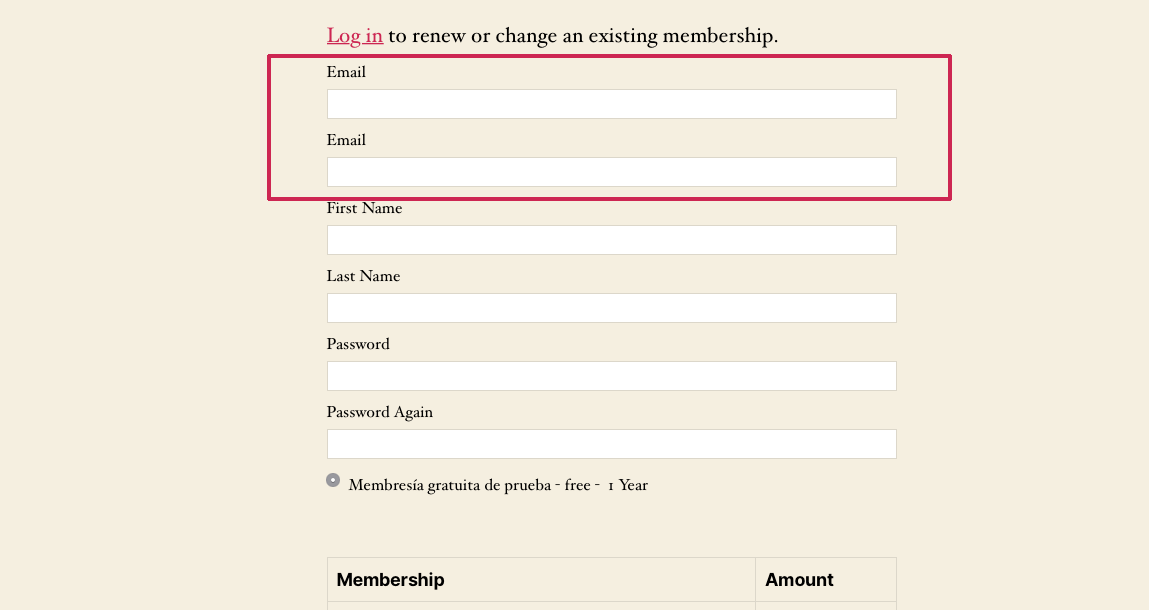 Log in to renew or change an existing membership.
Email
Email
First Name
Last Name
Password
Password Again
Membresía gratuita de prueba - free - 1 Year
Membership Amount